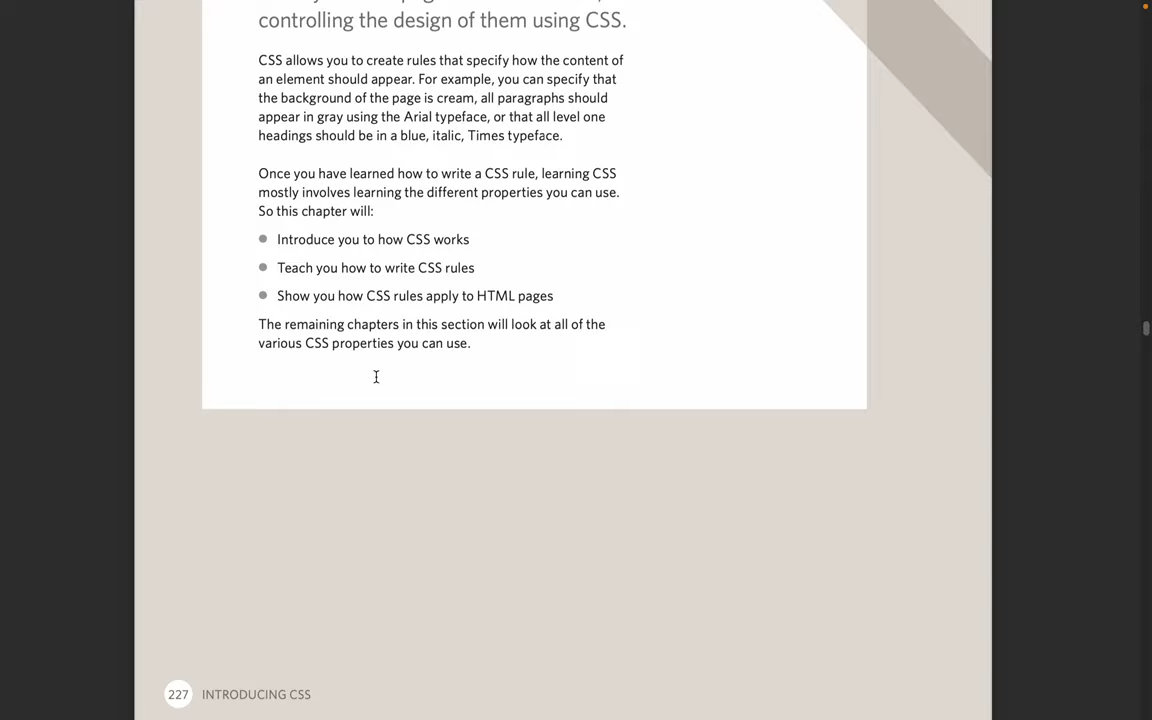 controlling the design of them using CSS.
CSS allows you to create rules that specify how the content of
an element should appear. For example, you can specify that
the background of the page is cream, all paragraphs should
appear in gray using the Arial typeface, or that all level one
headings should be in a blue, italic, Times typeface.
Once you have learned how to write a CSS rule, learning CSS
mostly involves learning the different properties you can use.
So this chapter will:
Introduce you to how CSS works
Teach you how to write CSS rules
Show you how CSS rules apply to HTML pages
The remaining chapters in this section will look at all of the
various CSS properties you can use.
227 INTRODUCING CSS